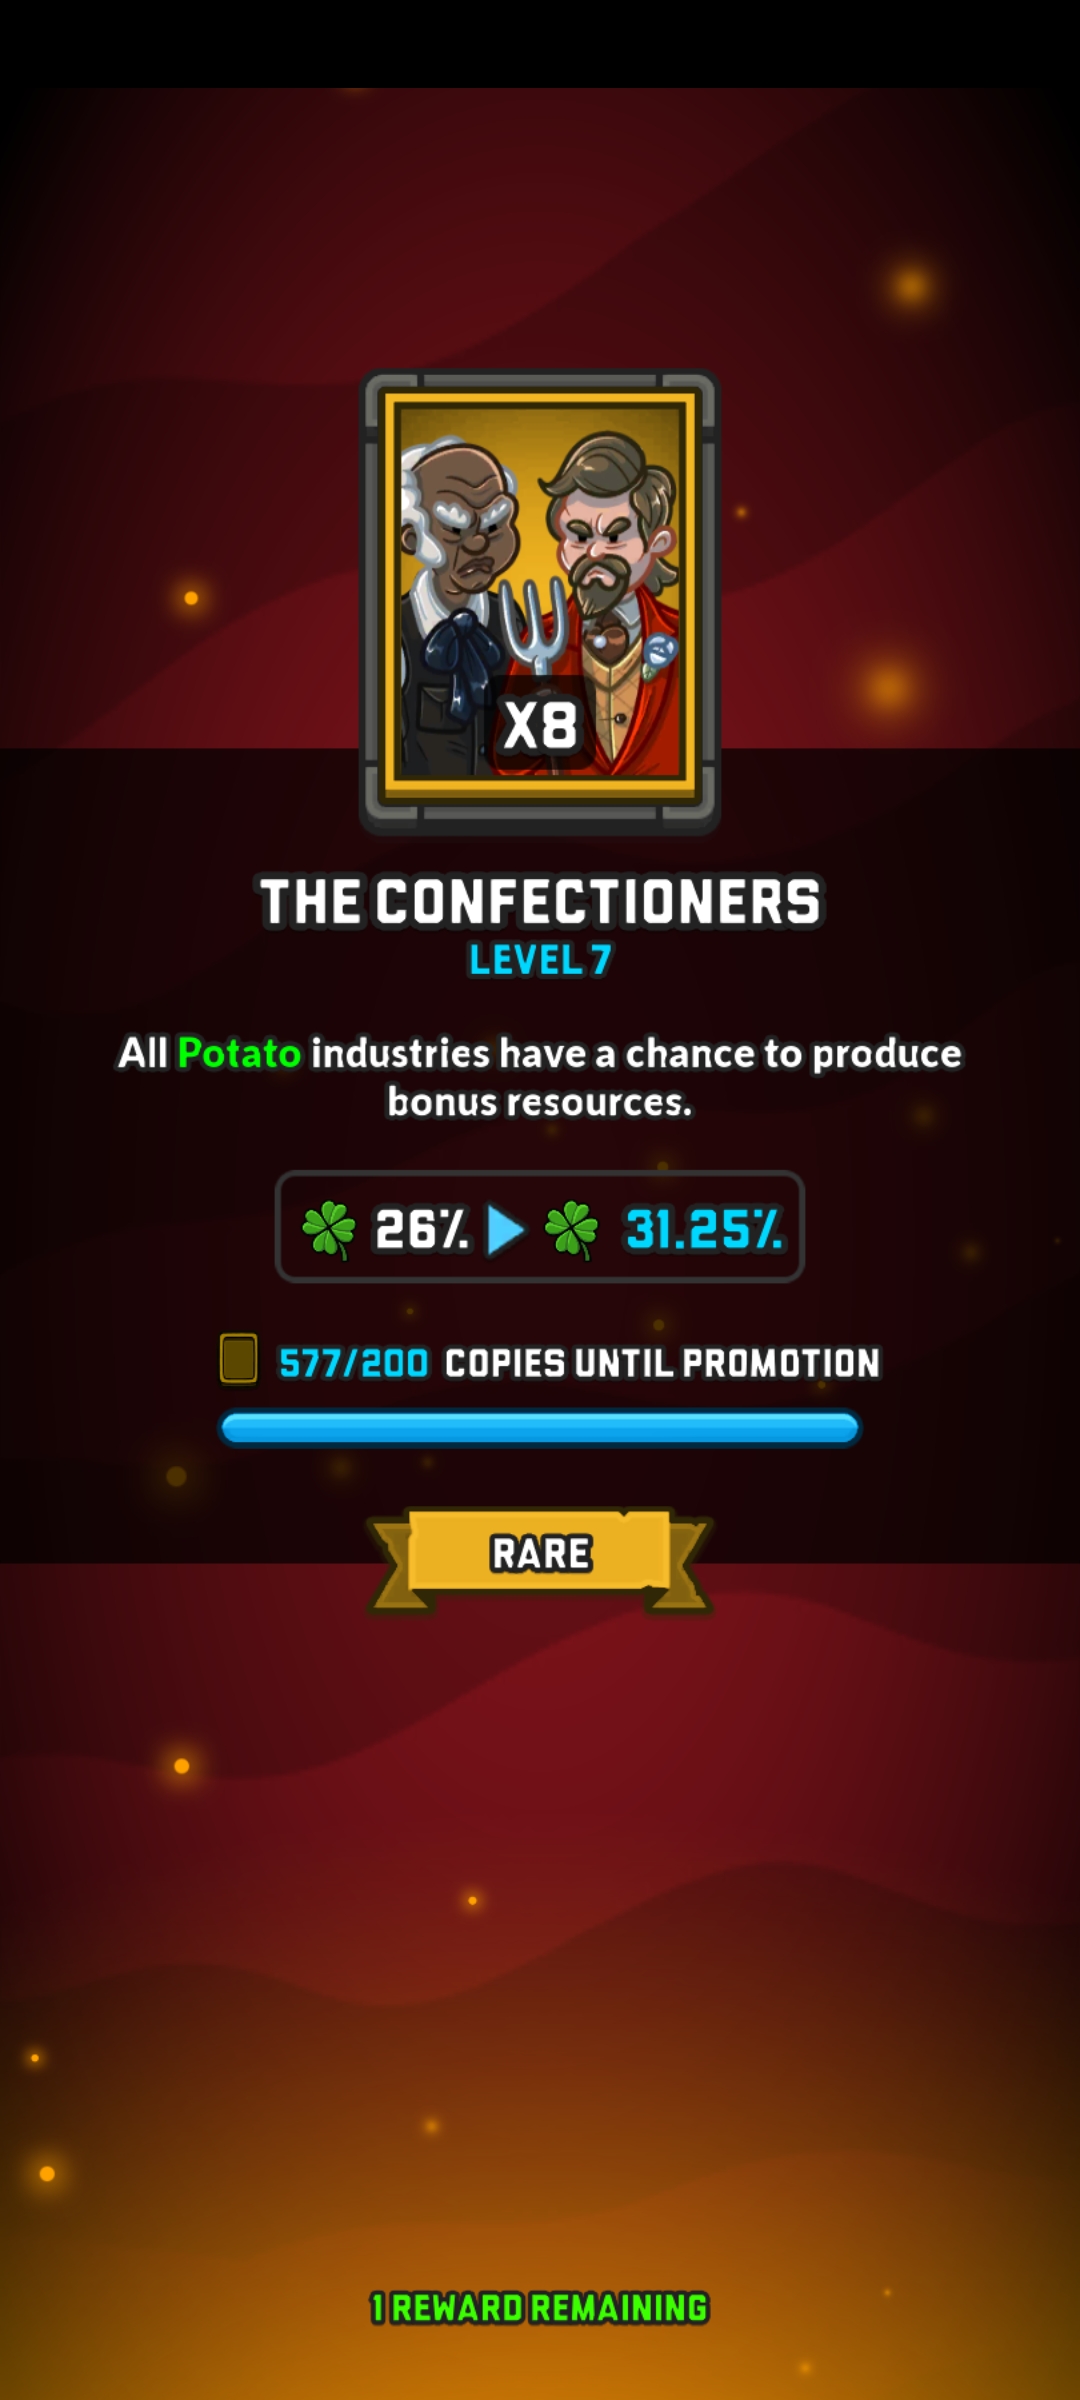 X8
THE CONFECTIONERS
LEVEL 7
All Potato industries have a chance to produce
bonus resources.
26% 31.25%
577/200 COPIES UNTIL PROMOTION
RARE
1 REWARD REMAINING